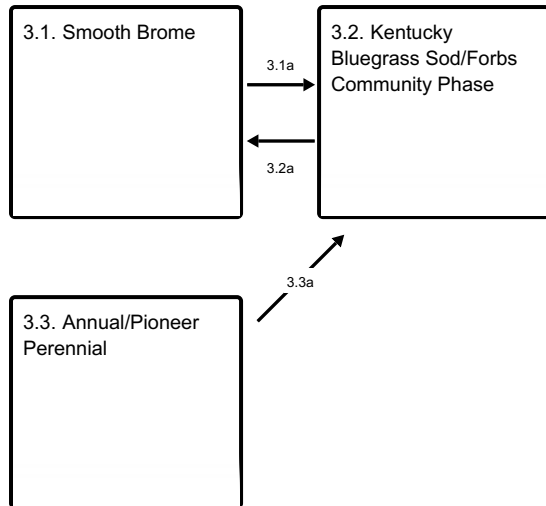 3.1. Smooth Brome
3.1a
3.2. Kentucky
Bluegrass Sod/Forbs
Community Phase
3.2a
3.3a
3.3. Annual/Pioneer
Perennial